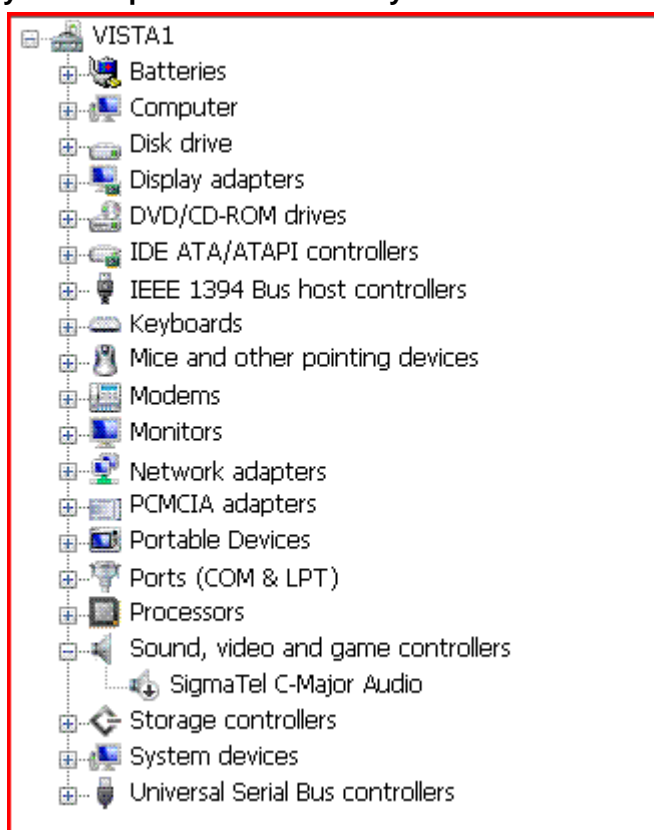 VISTA1
Batteries
Computer
Disk drive
Display adapters
DVD/CD-ROM drives
IDE ATA/ATAPI controllers
IEEE 1394 Bus host controllers
Keyboards
Mice and other pointing devices
Modems
Monitors
Network adapters
PCMCIA adapters
Portable Devices
Ports (COM & LPT)
Processors
Sound, video and game controllers
SigmaTel C-Major Audio
Storage controllers
System devices
Universal Serial Bus controllers